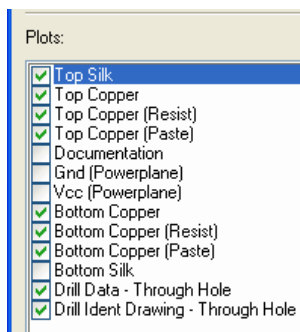 Plots:
Top Silk
Top Copper
Top Copper (Resist)
Top Copper (Paste)
Documentation
Gnd (Powerplane)
Vcc (Powerplane)
Bottom Copper
Bottom Copper (Resist)
Bottom Copper (Paste)
Bottom Silk
Drill Data - Through Hole
Drill Ident Drawing - Through Hole